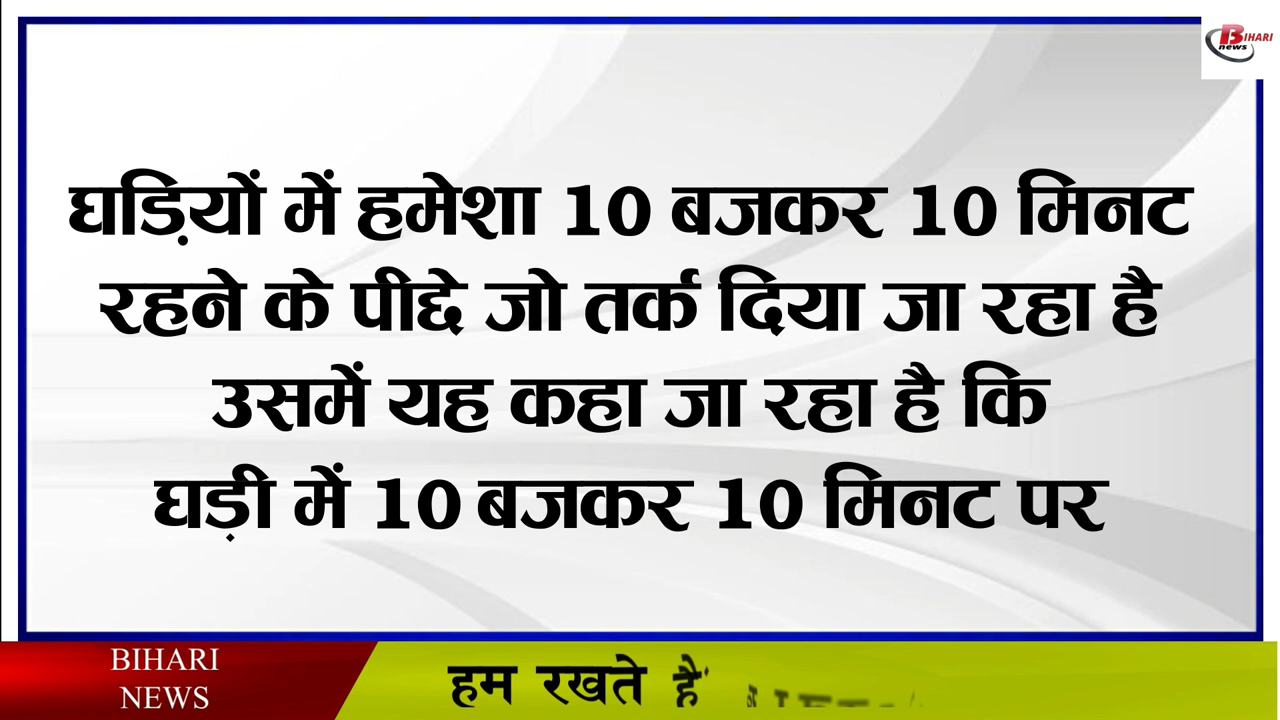 BIHARI
news
घड़ियों में हमेशा 10 बजकर 10 मिनट
रहने के पीद्दे जो तर्क दिया जा रहा है
उसमें यह कहा जा रहा है कि
घड़ी में 10 बजकर 10 मिनट पर
BIHARI
NEWS
हम रखते हैं